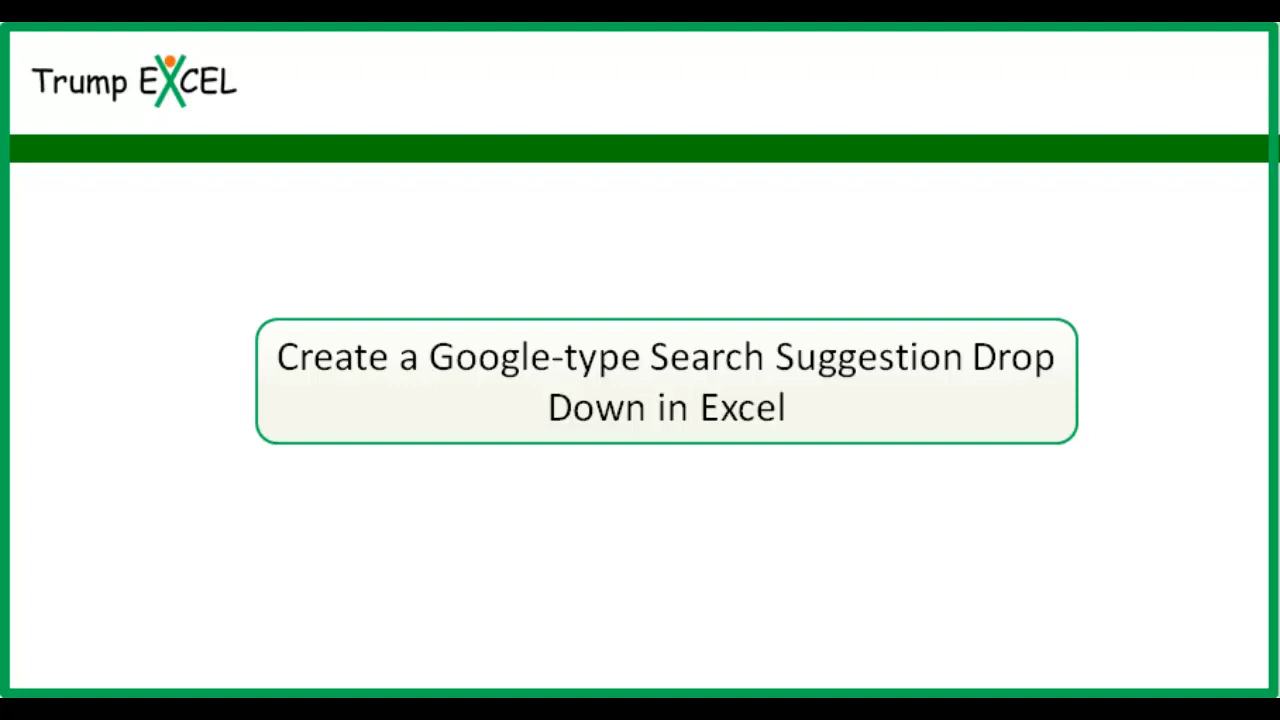 Trump EXCEL
Create a Google-type Search Suggestion Drop
Down in Excel